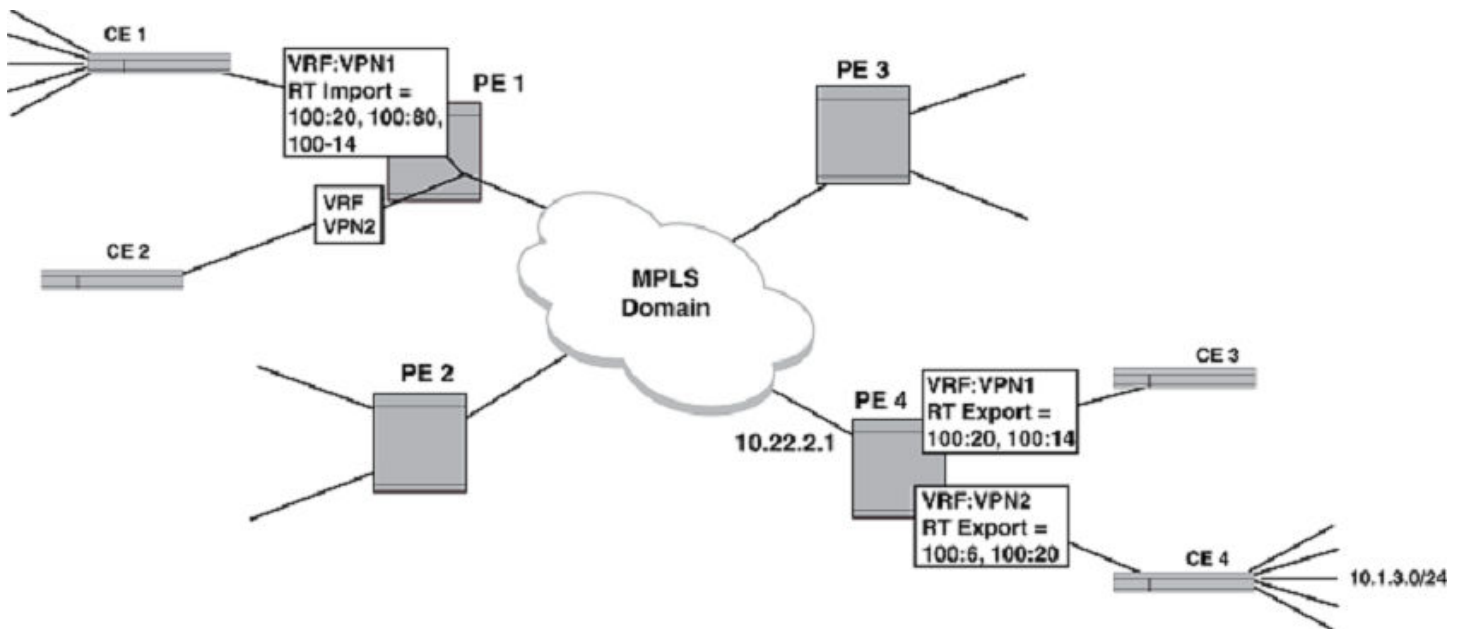 CE 1
VRF:VPN1
RT Import =
100:20, 100:80,
100-14
PE 1
PE 3
VRF
VPN2
CE 2
MPLS
Domain
PE 2
PE 4
10.22.2.1
VRF:VPN1
RT Export =
100:20, 100:14
CE 3
VRF:VPN2
RT Export =
100:6, 100:20
CE 4
10.1.3.0/24